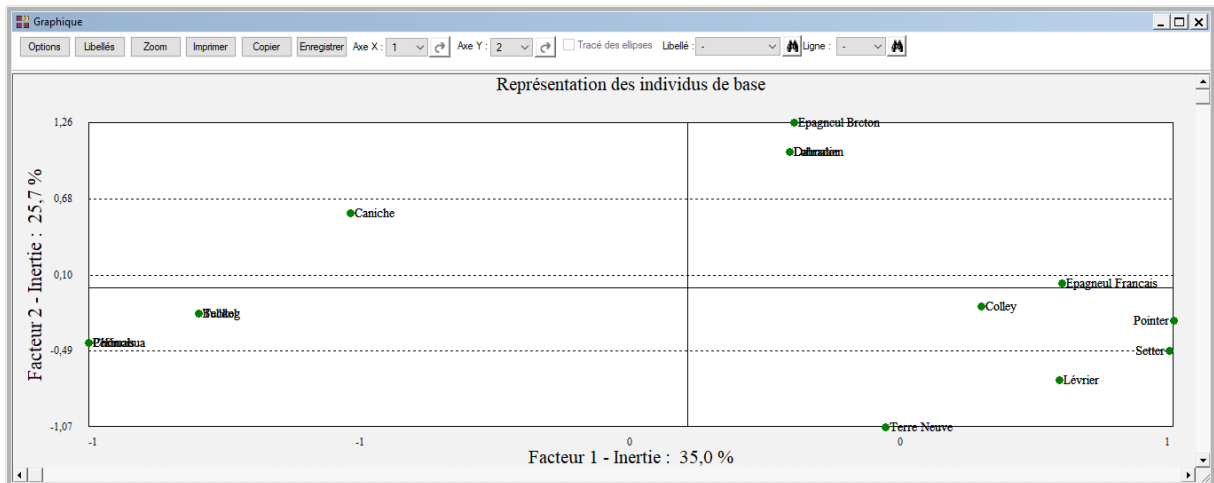 Graphique
Options Libellés Zoom Imprimer Copier Enregistrer Axe X : 1 Axe Y : 2 Tracé des ellipses Libellé : - Ligne : -
Représentation des individus de base
1,26
Epagneul Breton
0,68
Caniche
0,10
Epagneul Francais
Colley
Pointer
-0,49
Setter
Lévrier
-1,07
Terre Neuve
-1 -1 0 0 1
Facteur 1 - Inertie : 35,0 %
Facteur 2 - Inertie : 25,7 %